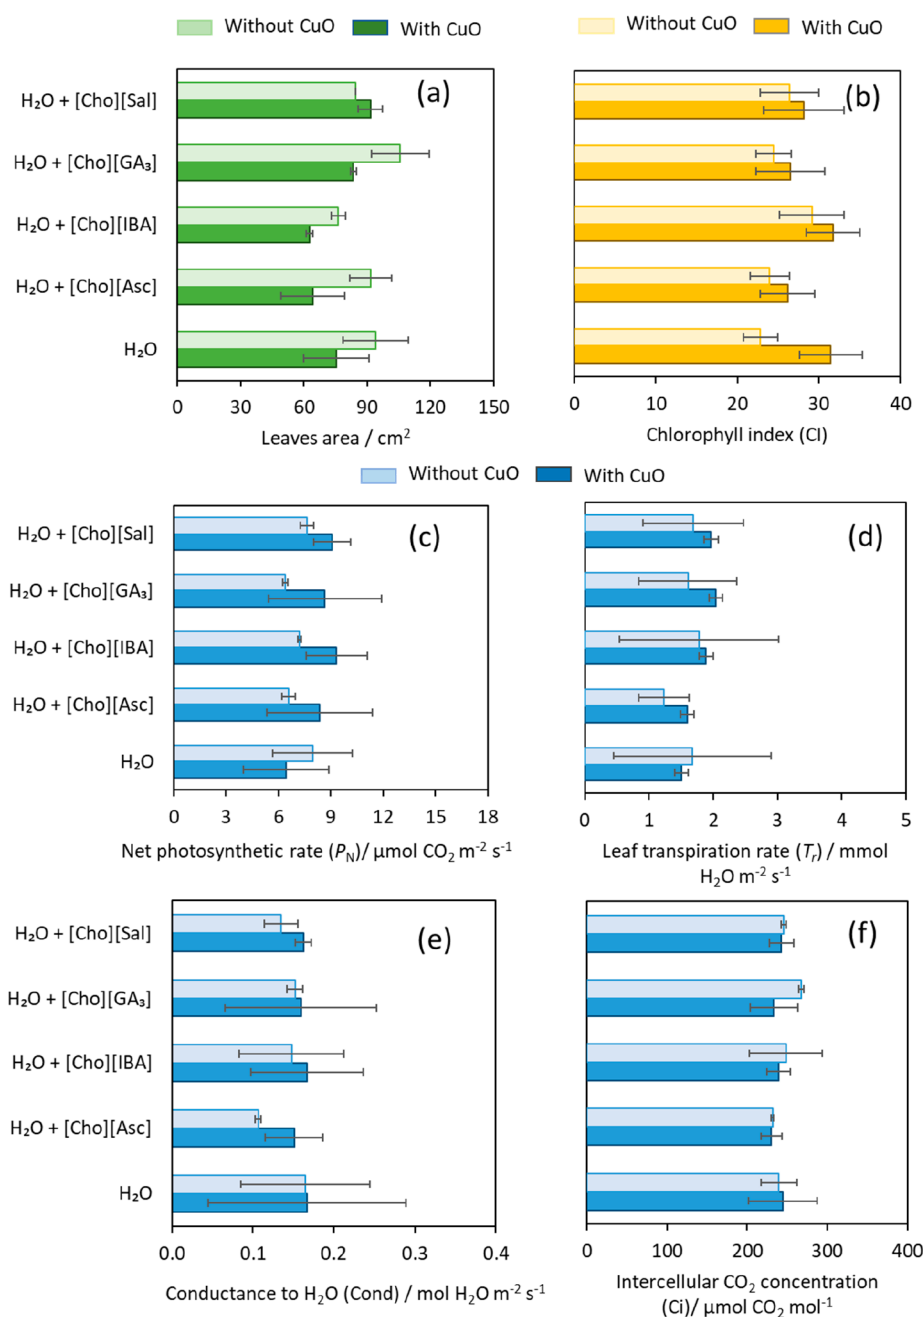 Without CuO With CuO Without CuO With CuO
(a) (b)
H₂O + [Cho][Sal]
H₂O + [Cho][GA₃]
H₂O + [Cho][IBA]
H₂O + [Cho][Asc]
H₂O
0 30 60 90 120 150 0 10 20 30 40
Leaves area / cm² Chlorophyll index (CI)
Without CuO With CuO
(c) (d)
H₂O + [Cho][Sal]
H₂O + [Cho][GA₃]
H₂O + [Cho][IBA]
H₂O + [Cho][Asc]
H₂O
0 3 6 9 12 15 18 0 1 2 3 4 5
Net photosynthetic rate (P_N)/ µmol CO₂ m⁻² s⁻¹ Leaf transpiration rate (T_r) / mmol
H₂O m⁻² s⁻¹
(e) (f)
H₂O + [Cho][Sal]
H₂O + [Cho][GA₃]
H₂O + [Cho][IBA]
H₂O + [Cho][Asc]
H₂O
0.0 0.1 0.2 0.3 0.4 0 100 200 300 400
Conductance to H₂O (Cond) / mol H₂O m⁻² s⁻¹ Intercellular CO₂ concentration
(Ci)/ µmol CO₂ mol⁻¹